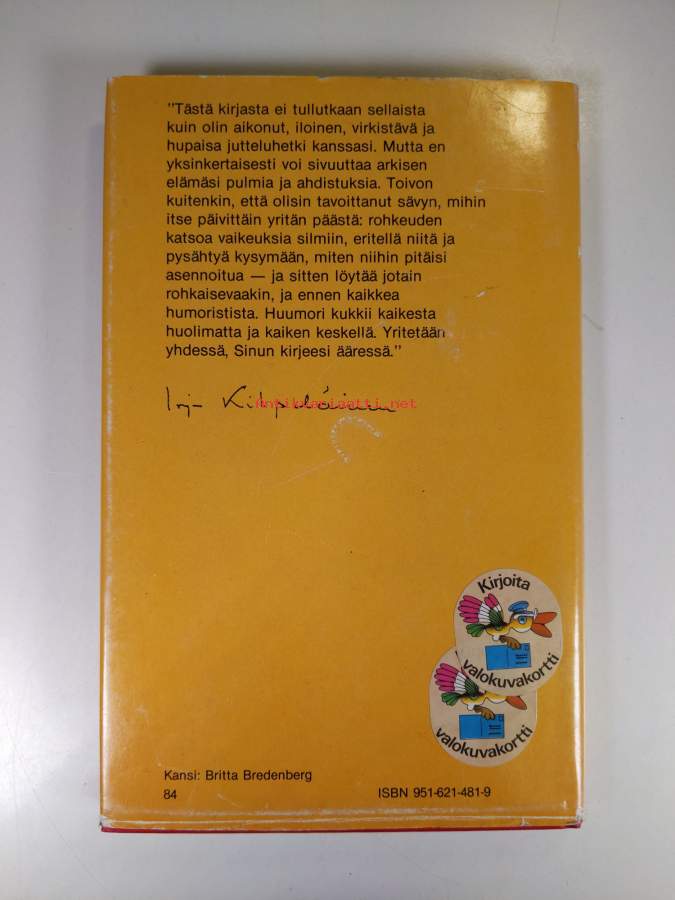 "Tästä kirjasta ei tullutkaan sellaista
kuin olin aikonut, iloinen, virkistävä ja
hupaisa jutteluhetki kanssasi. Mutta en
yksinkertaisesti voi sivuuttaa arkisen
elämäsi pulmia ja ahdistuksia. Toivon
kuitenkin, että olisin tavoittanut sävyn, mihin
itse päivittäin yritän päästä: rohkeuden
katsoa vaikeuksia silmiin, eritellä niitä ja
pysähtyä kysymään, miten niihin pitäisi
asennoitua — ja sitten löytää jotain
rohkaisevaakin, ja ennen kaikkea
humoristista. Huumori kukkii kaikesta
huolimatta ja kaiken keskellä. Yritetään
yhdessä, Sinun kirjeesi ääressä."
Irja Kilpeläinen
antikvariaatti.net
Kirjoita
valokuvakortti
valokuvakortti
Kansi: Britta Bredenberg
84 ISBN 951-621-481-9